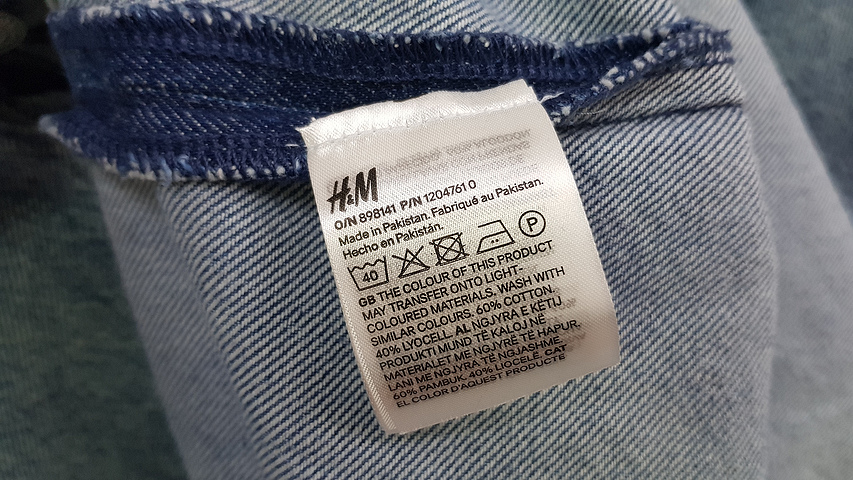 H&M
O/N 898141 P/N 1204761 0
Made in Pakistan. Fabriqué au Pakistan.
Hecho en Pakistán.
40 P
GB THE COLOUR OF THIS PRODUCT
MAY TRANSFER ONTO LIGHT-
COLOURED MATERIALS, WASH WITH
SIMILAR COLOURS. 60% COTTON.
40% LYOCELL. AL NGJYRA E KËTIJ
PRODUKTI MUND TË KALOJ NË
MATERIALET ME NGJYRË TË HAPUR,
LANI ME NGJYRA TË NGJASHME.
60% PAMBUK. 40% LIOCELË. CAT
EL COLOR D'AQUEST PRODUCTE